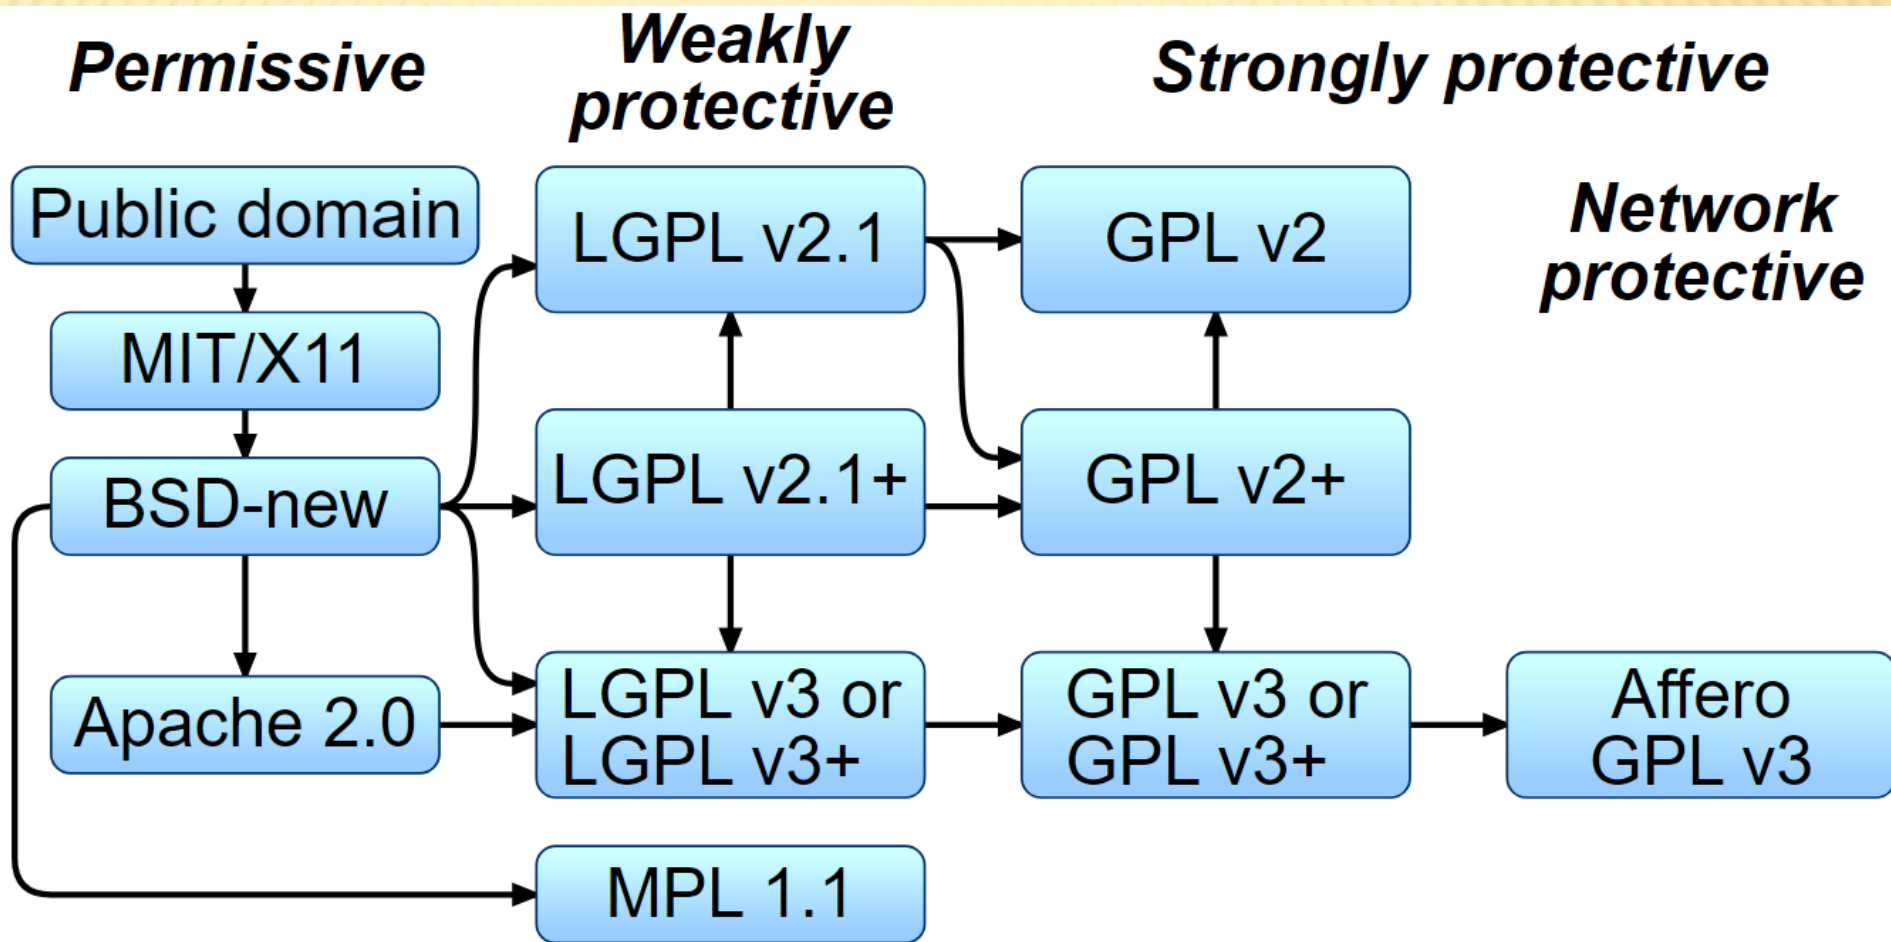 Permissive
Weakly
protective
Strongly protective
Network
protective
Public domain
MIT/X11
BSD-new
Apache 2.0
LGPL v2.1
LGPL v2.1+
LGPL v3 or
LGPL v3+
MPL 1.1
GPL v2
GPL v2+
GPL v3 or
GPL v3+
Affero
GPL v3